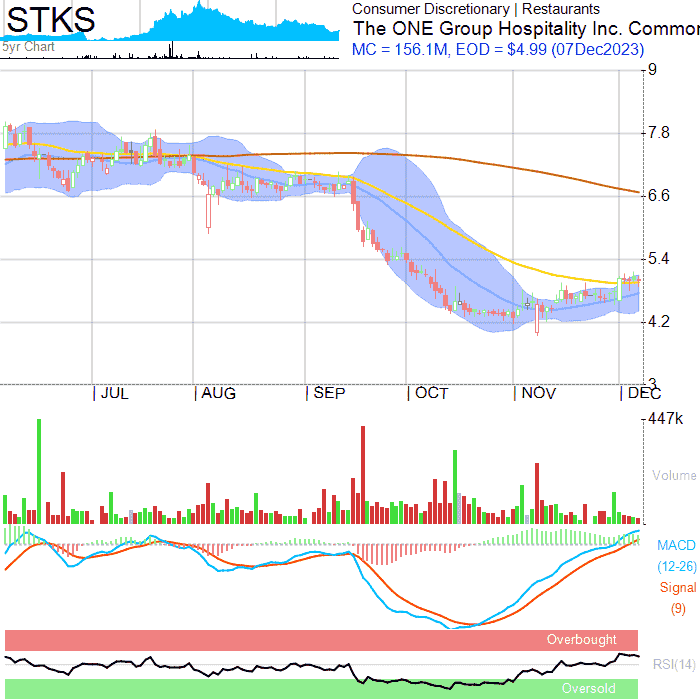 STKS
5yr Chart
Consumer Discretionary | Restaurants
The ONE Group Hospitality Inc. Common
MC = 156.1M, EOD = $4.99 (07Dec2023)
9
7.8
6.6
5.4
4.2
3
JUL
AUG
SEP
OCT
NOV
DEC
447k
Volume
MACD
(12-26)
Signal
(9)
Overbought
RSI(14)
Oversold